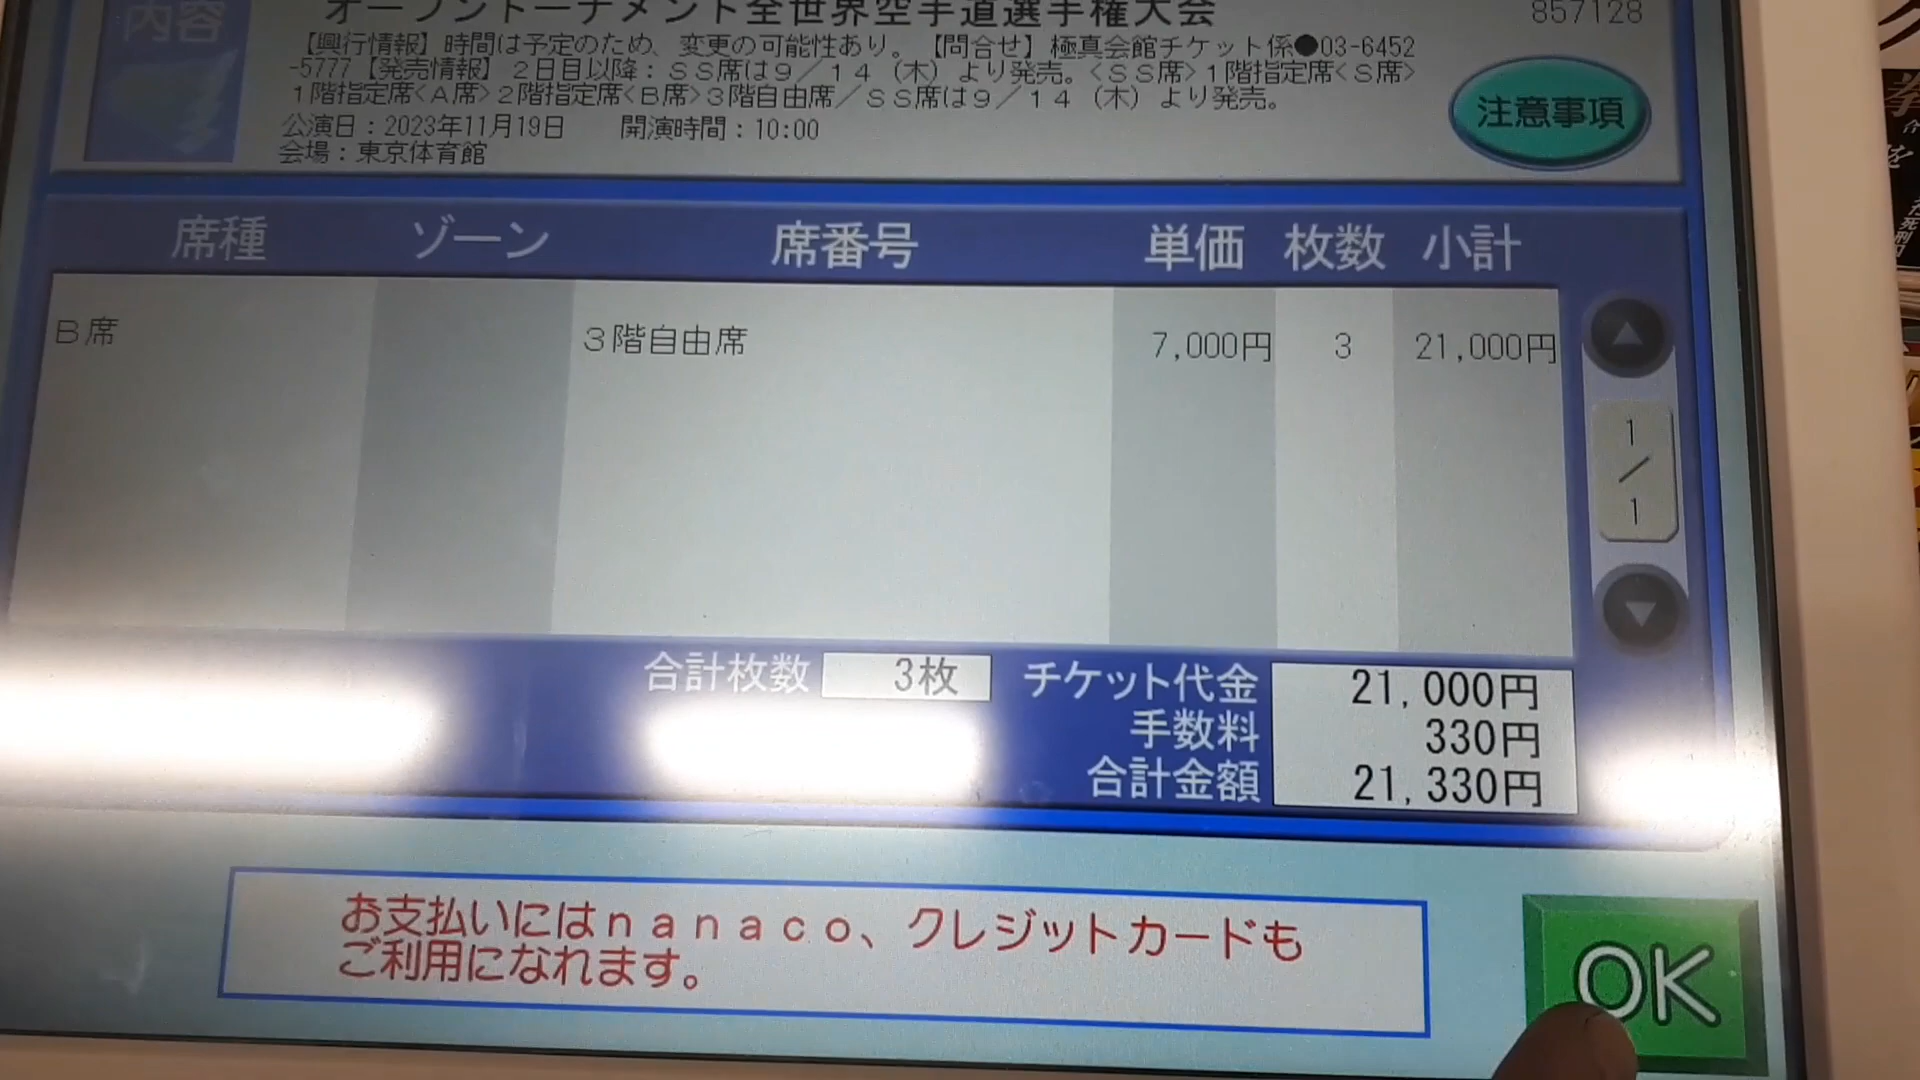 内容
オープントーナメント全世界空手道選手権大会
857128
【興行情報】時間は予定のため、変更の可能性あり。【問合せ】極真会館チケット係●03-6452
-5777【発売情報】２日目以降：ＳＳ席は９／１４（木）より発売。<ＳＳ席>１階指定席<Ｓ席>
１階指定席<Ａ席>２階指定席<Ｂ席>３階自由席／ＳＳ席は９／１４（木）より発売。
公演日：2023年11月19日　開演時間：10:00
会場：東京体育館
注意事項
席種　ゾーン　席番号　単価　枚数　小計
Ｂ席　３階自由席　7,000円　3　21,000円
1
／
1
合計枚数　3枚
チケット代金　21,000円
手数料　330円
合計金額　21,330円
お支払いにはｎａｎａｃｏ、クレジットカードも
ご利用になれます。
OK